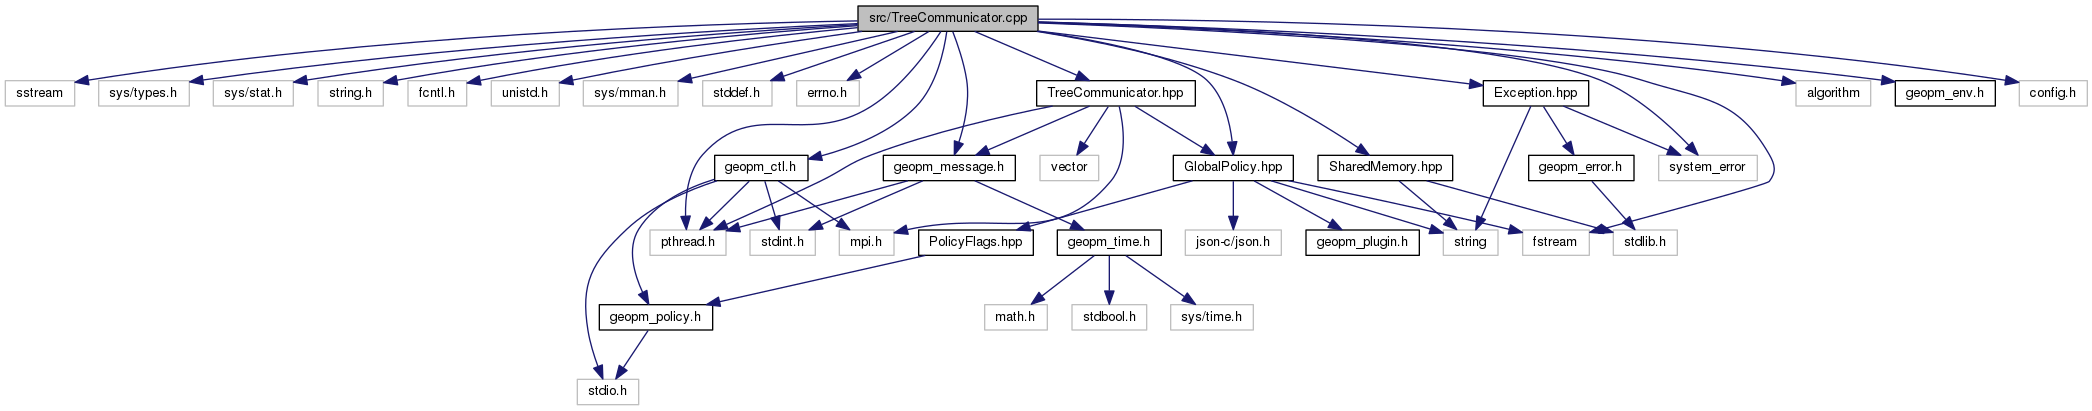 src/TreeCommunicator.cpp
sstream
sys/types.h
sys/stat.h
string.h
fcntl.h
unistd.h
sys/mman.h
stddef.h
errno.h
TreeCommunicator.hpp
Exception.hpp
algorithm
geopm_env.h
config.h
geopm_ctl.h
geopm_message.h
vector
GlobalPolicy.hpp
SharedMemory.hpp
geopm_error.h
system_error
pthread.h
stdint.h
mpi.h
PolicyFlags.hpp
geopm_time.h
json-c/json.h
geopm_plugin.h
string
fstream
stdlib.h
geopm_policy.h
math.h
stdbool.h
sys/time.h
stdio.h